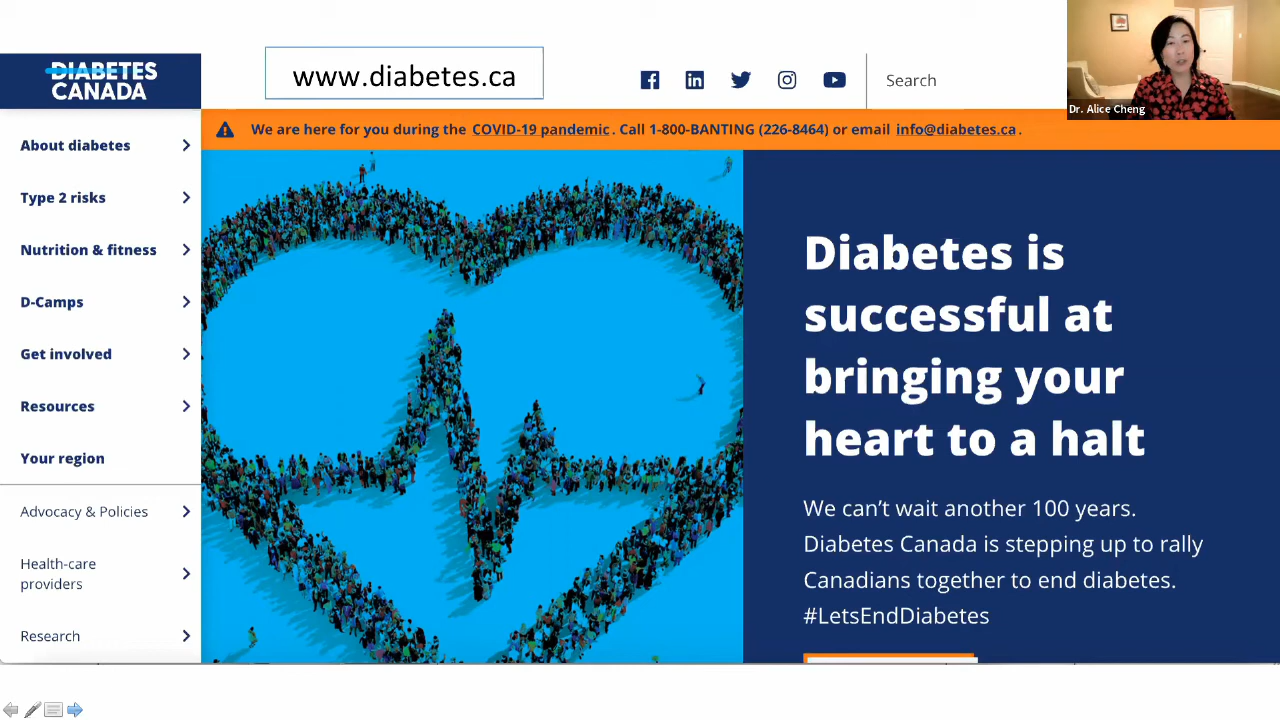 DIABETES
CANADA
www.diabetes.ca
Search
Dr. Alice Cheng
We are here for you during the COVID-19 pandemic. Call 1-800-BANTING (226-8464) or email info@diabetes.ca.
About diabetes
Type 2 risks
Nutrition & fitness
D-Camps
Get involved
Resources
Your region
Advocacy & Policies
Health-care
providers
Research
Diabetes is
successful at
bringing your
heart to a halt
We can’t wait another 100 years.
Diabetes Canada is stepping up to rally
Canadians together to end diabetes.
#LetsEndDiabetes